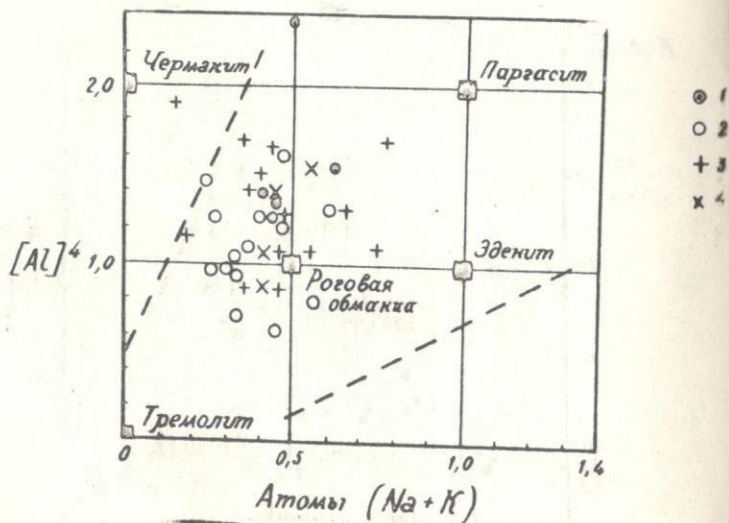 Чермакит
Паргасит
2,0
1
2
3
4
[Al]⁴
1,0
Эденит
Роговая
обманка
Тремолит
0
0,5
1,0
1,4
Атомы (Na + K)